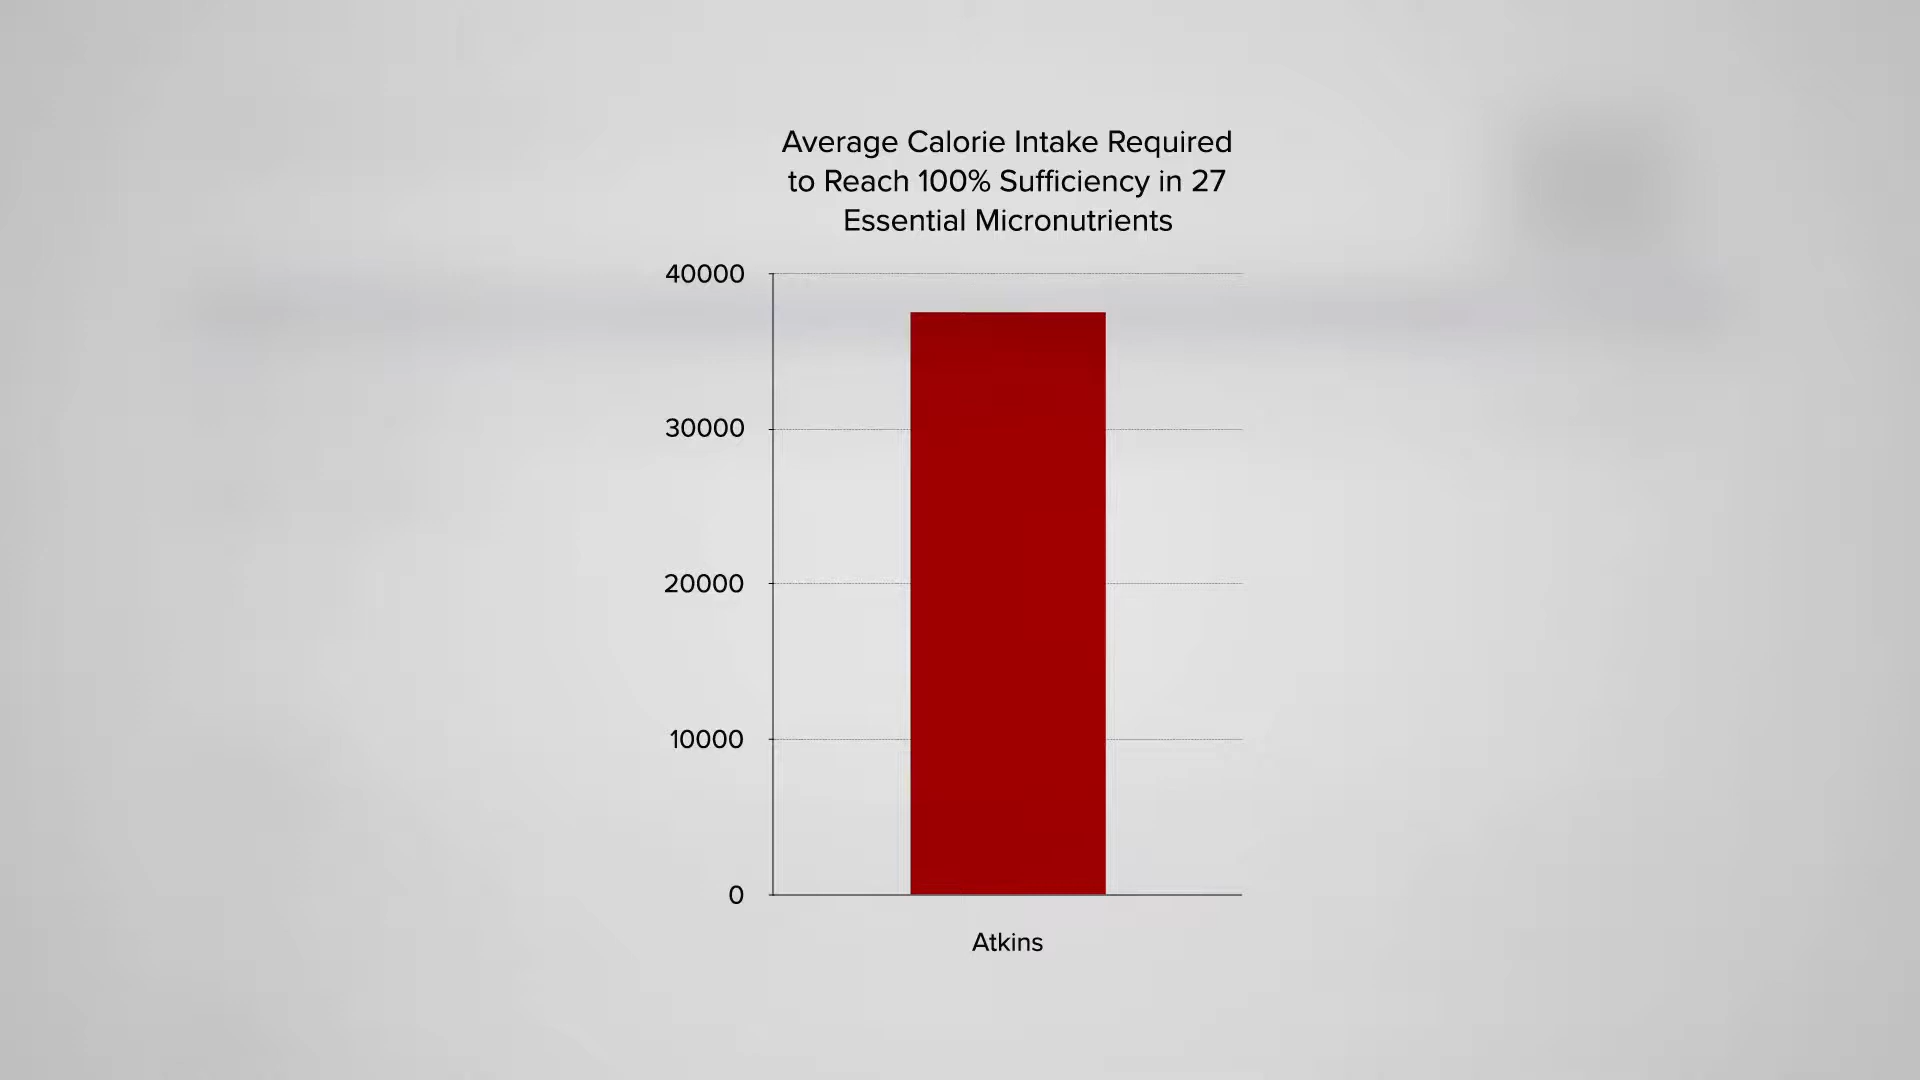 Average Calorie Intake Required
to Reach 100% Sufficiency in 27
Essential Micronutrients
40000
30000
20000
10000
0
Atkins